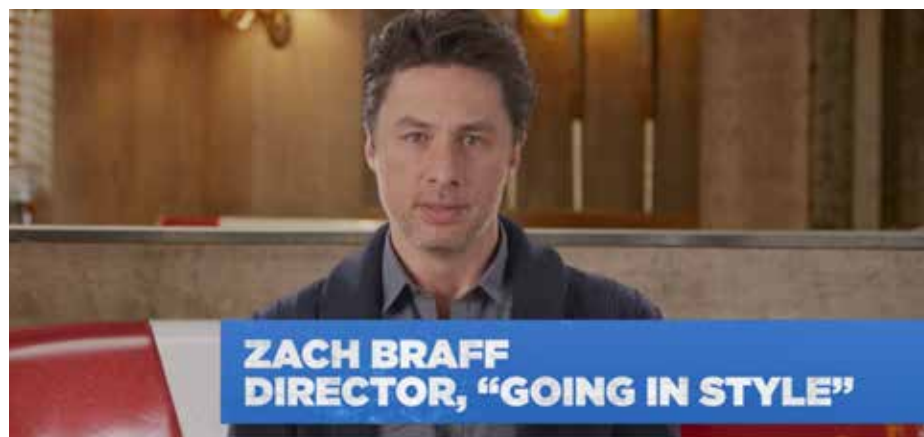 ZACH BRAFF
DIRECTOR, “GOING IN STYLE”